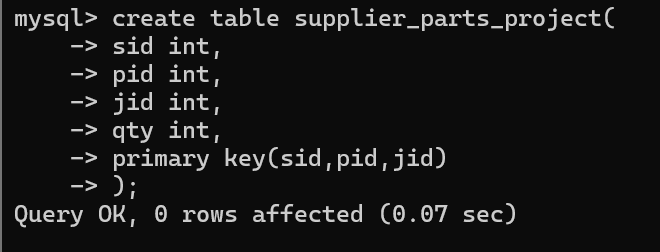 mysql> create table supplier_parts_project(
    -> sid int,
    -> pid int,
    -> jid int,
    -> qty int,
    -> primary key(sid,pid,jid)
    -> );
Query OK, 0 rows affected (0.07 sec)